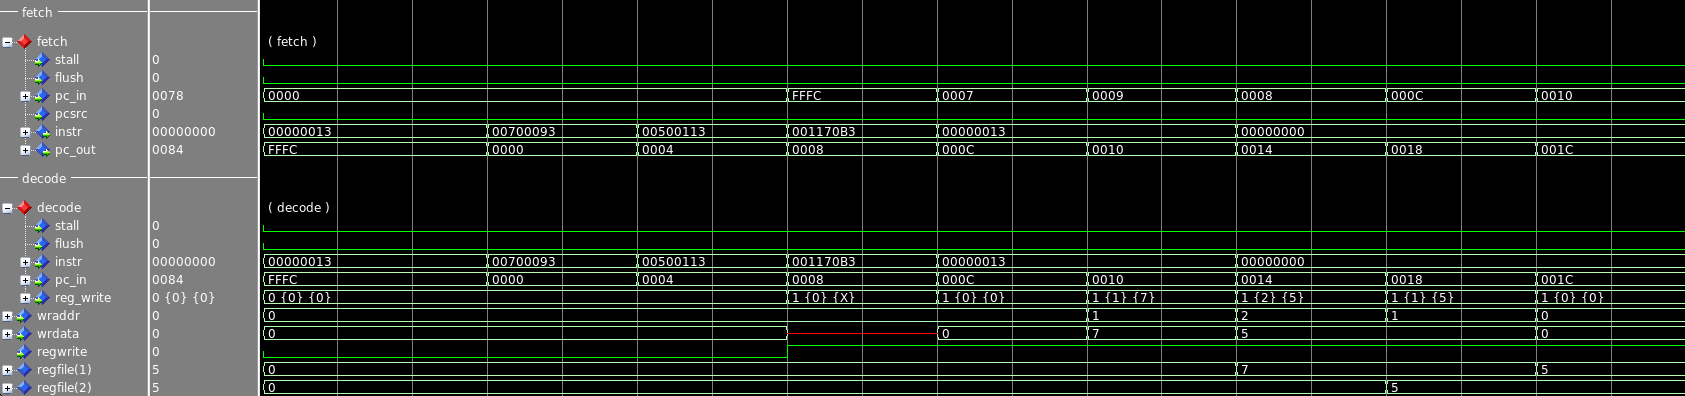 fetch
fetch ( fetch )
stall 0
flush 0
pc_in 0078 0000 FFFC 0007 0009 0008 000C 0010
pcsrc 0
instr 00000000 00000013 00700093 00500113 001170B3 00000013 00000000
pc_out 0084 FFFC 0000 0004 0008 000C 0010 0014 0018 001C
decode
decode ( decode )
stall 0
flush 0
instr 00000000 00000013 00700093 00500113 001170B3 00000013 00000000
pc_in 0084 FFFC 0000 0004 0008 000C 0010 0014 0018 001C
reg_write 0 {0} {0} 0 {0} {0} 1 {0} {X} 1 {0} {0} 1 {1} {7} 1 {2} {5} 1 {1} {5} 1 {0} {0}
wraddr 0 0 1 2 1 0
wrdata 0 0 0 7 5 0
regwrite 0
regfile(1) 5 0 7 5
regfile(2) 5 0 5